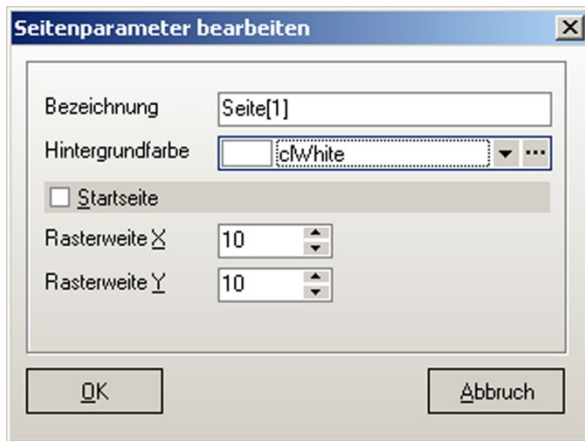 Seitenparameter bearbeiten
Bezeichnung Seite[1]
Hintergrundfarbe clWhite
Startseite
Rasterweite X 10
Rasterweite Y 10
OK Abbruch